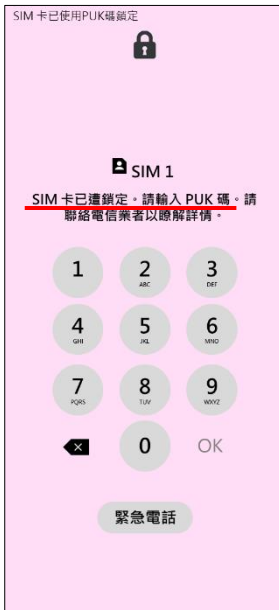 SIM 卡已使用PUK碼鎖定
SIM 1
SIM 卡已遭鎖定。請輸入 PUK 碼。請
聯絡電信業者以瞭解詳情。
1 2 3
ABC DEF
4 5 6
GHI JKL MNO
7 8 9
PQRS TUV WXYZ
0 OK
緊急電話